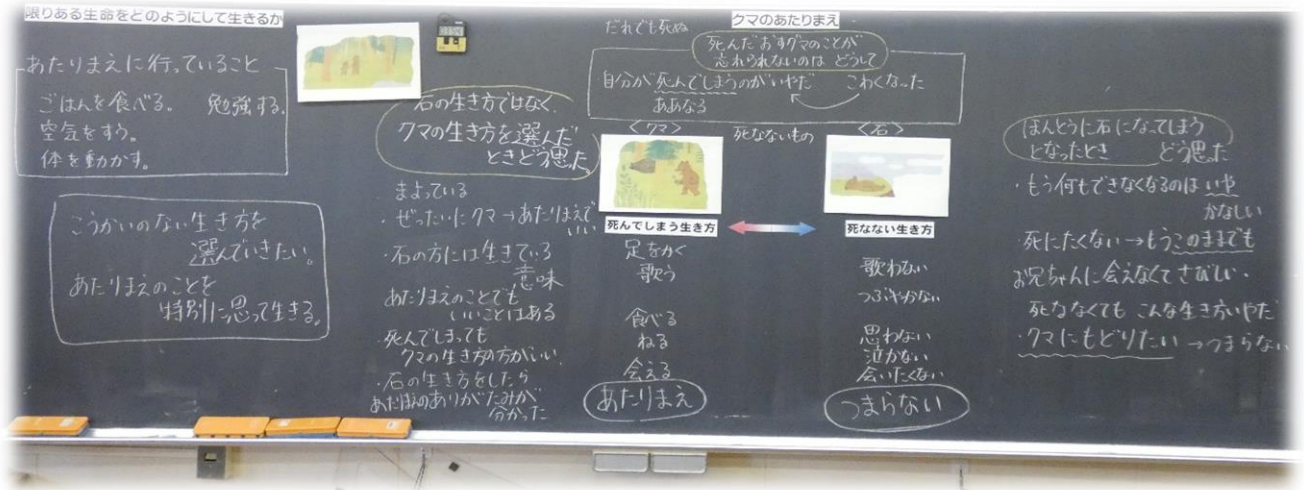 クマのあたりまえ
だれでも死ぬ
死んだおすグマのことが
忘れられないのは どうして
自分が死んでしまうのがいやだ こわくなった
ああなる
〈クマ〉 死なないもの 〈石〉
死んでしまう生き方 死なない生き方
足をかく
歌う
食べる
ねる
会える
あたりまえ
歌わない
つぶやかない
思わない
泣かない
会いたくない
つまらない
ほんとうに石になってしまう
となったとき どう思った
・もう何もできなくなるのは いや
かなしい
・死にたくない→もうこのままでも
お兄ちゃんに会えなくてさびしい・
死ななくても こんな生き方いやだ
・クマにもどりたい →つまらない
石の生き方ではなく、
クマの生き方を選んだ
ときどう思った
まよっている
・ぜったいにクマ→あたりまえで
いい
・石の方には生きている
意味
あたりまえのことでも
いいことはある
・死んでしまっても
クマの生き方の方がいい
・石の生き方をしたら
あたりまえのありがたみが
分かった
限りある生命をどのようにして生きるか
あたりまえに行っていること
ごはんを食べる。 勉強する。
空気をすう。
体を動かす。
こうかいのない生き方を
選んでいきたい。
あたりまえのことを
特別に思って生きる。